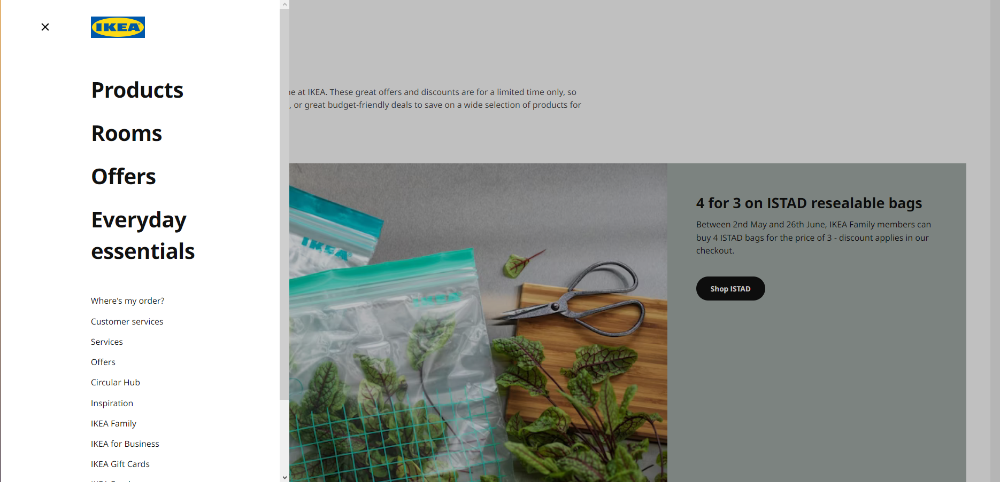 IKEA
Products
Rooms
Offers
Everyday
essentials
Where's my order?
Customer services
Services
Offers
Circular Hub
Inspiration
IKEA Family
IKEA for Business
IKEA Gift Cards
at IKEA. These great offers and discounts are for a limited time only, so
, or great budget-friendly deals to save on a wide selection of products for
IKEA
IKEA
4 for 3 on ISTAD resealable bags
Between 2nd May and 26th June, IKEA Family members can
buy 4 ISTAD bags for the price of 3 - discount applies in our
checkout.
Shop ISTAD